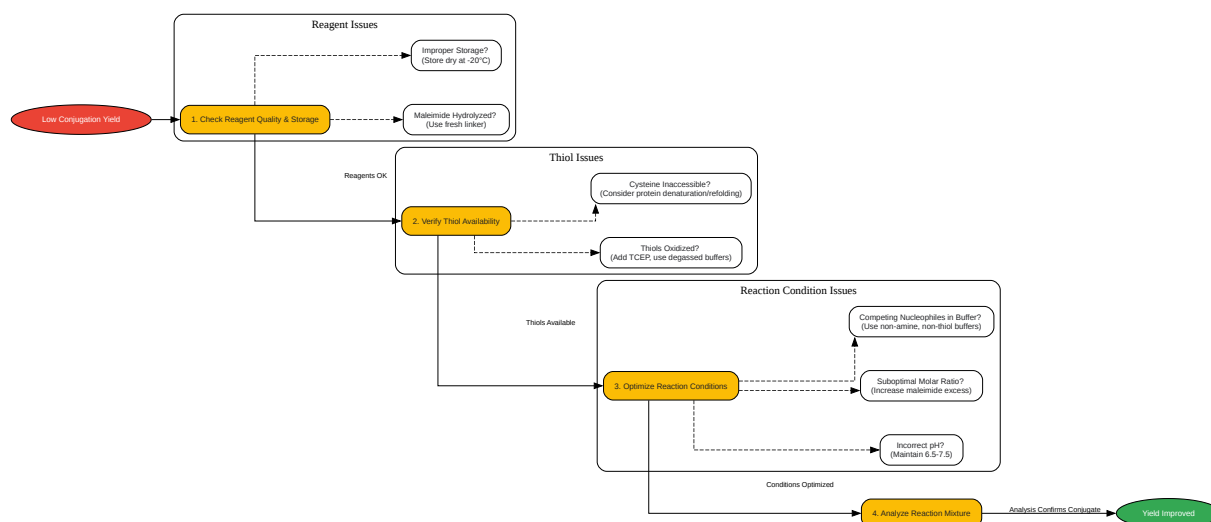 Reagent Issues
Improper Storage?
(Store dry at -20°C)
Low Conjugation Yield
1. Check Reagent Quality & Storage
Maleimide Hydrolyzed?
(Use fresh linker)
Reagents OK
Thiol Issues
Cysteine Inaccessible?
(Consider protein denaturation/refolding)
2. Verify Thiol Availability
Thiols Oxidized?
(Add TCEP, use degassed buffers)
Thiols Available
Reaction Condition Issues
Competing Nucleophiles in Buffer?
(Use non-amine, non-thiol buffers)
3. Optimize Reaction Conditions
Suboptimal Molar Ratio?
(Increase maleimide excess)
Incorrect pH?
(Maintain 6.5-7.5)
Conditions Optimized
4. Analyze Reaction Mixture
Analysis Confirms Conjugate
Yield Improved